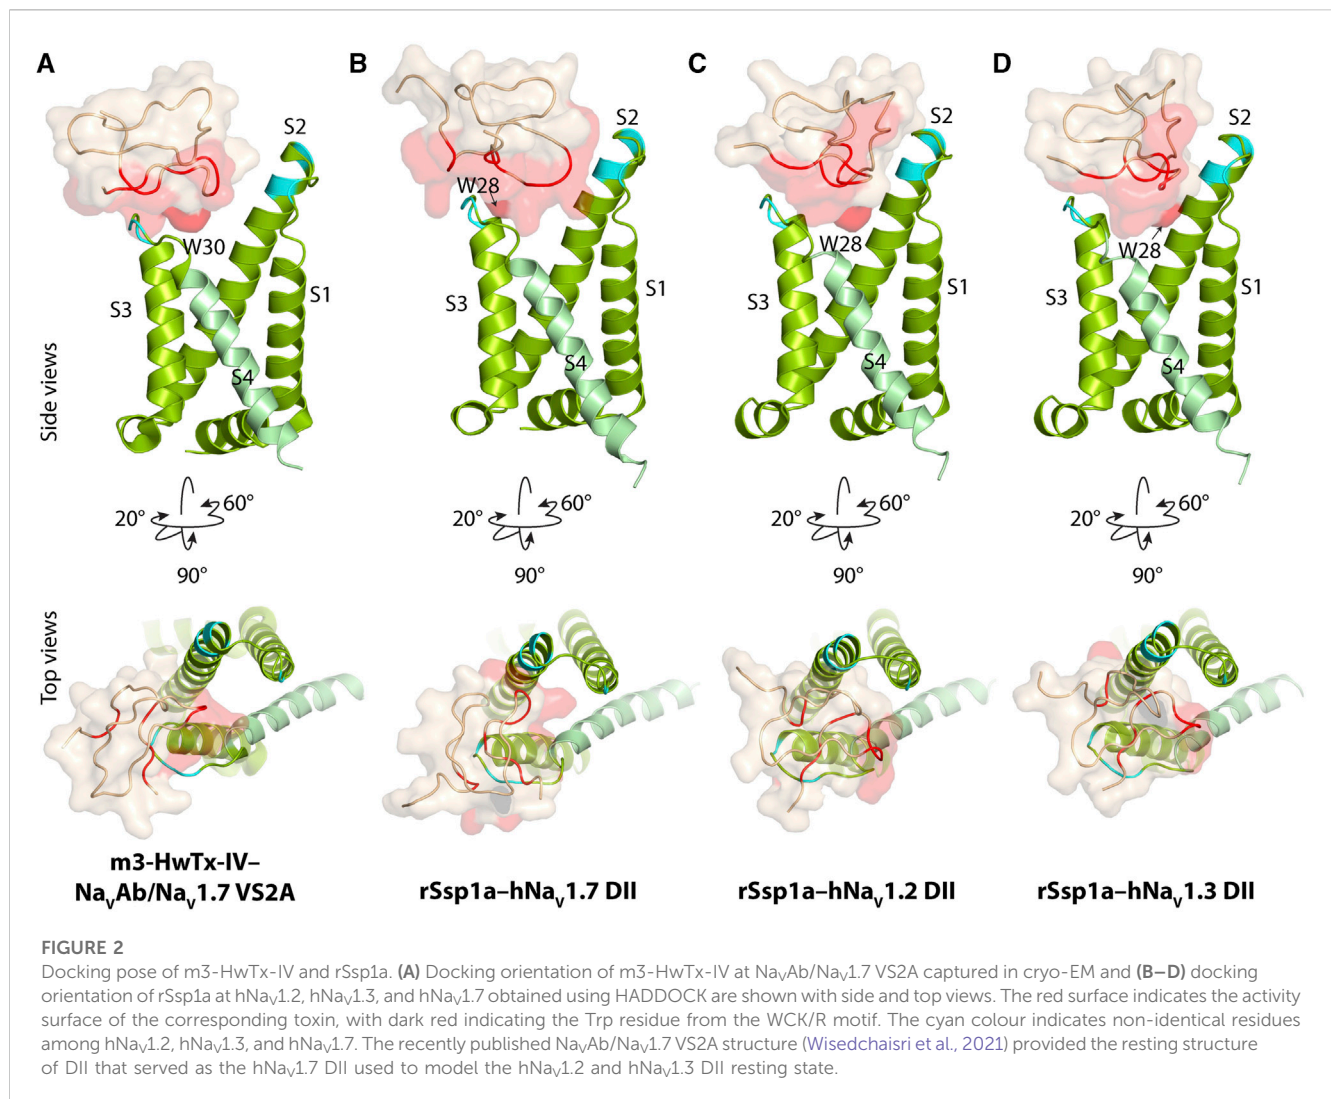 A
B
C
D
S2
S2
S2
S2
W30
W28
W28
W28
S3
S1
S4
S3
S1
S4
S3
S1
S4
S3
S1
S4
Side views
20°
60°
90°
20°
60°
90°
20°
60°
90°
20°
60°
90°
Top views
m3-HwTx-IV–
NaᵥAb/Naᵥ1.7 VS2A
rSsp1a–hNaᵥ1.7 DII
rSsp1a–hNaᵥ1.2 DII
rSsp1a–hNaᵥ1.3 DII
FIGURE 2
Docking pose of m3-HwTx-IV and rSsp1a. (A) Docking orientation of m3-HwTx-IV at NaᵥAb/Naᵥ1.7 VS2A captured in cryo-EM and (B–D) docking
orientation of rSsp1a at hNaᵥ1.2, hNaᵥ1.3, and hNaᵥ1.7 obtained using HADDOCK are shown with side and top views. The red surface indicates the activity
surface of the corresponding toxin, with dark red indicating the Trp residue from the WCK/R motif. The cyan colour indicates non-identical residues
among hNaᵥ1.2, hNaᵥ1.3, and hNaᵥ1.7. The recently published NaᵥAb/Naᵥ1.7 VS2A structure (Wisedchaisri et al., 2021) provided the resting structure
of DII that served as the hNaᵥ1.7 DII used to model the hNaᵥ1.2 and hNaᵥ1.3 DII resting state.